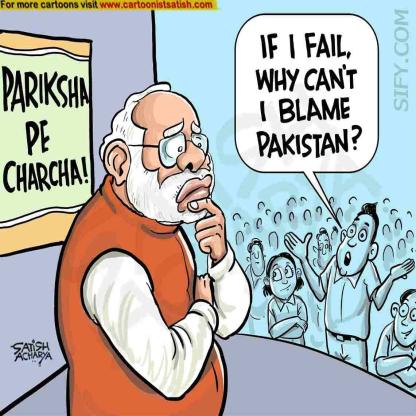 For more cartoons visit www.cartoonistsatish.com
PARIKSHA
PE
CHARCHA!
IF I FAIL,
WHY CAN'T
I BLAME
PAKISTAN?
SIFY.COM
SATISH
ACHARYA